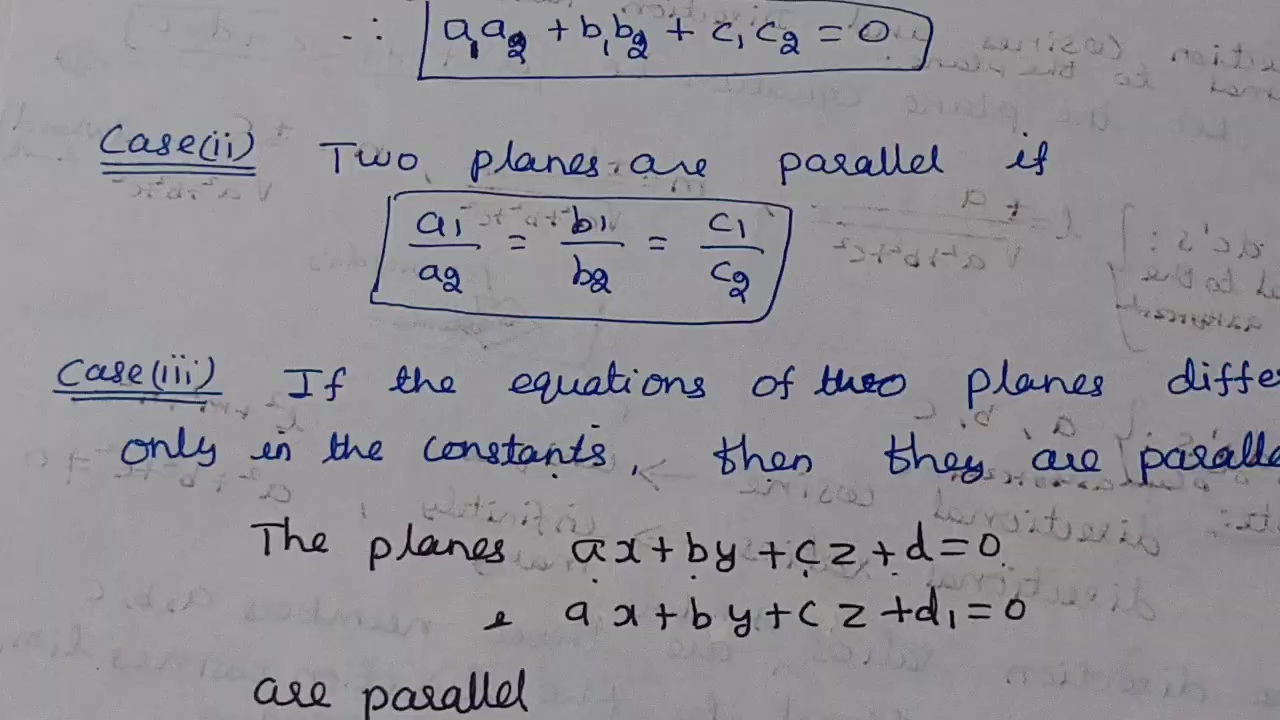 ∴ a₁a₂ + b₁b₂ + c₁c₂ = 0
Case(ii) Two planes are parallel if
a₁/a₂ = b₁/b₂ = c₁/c₂
Case(iii) If the equations of two planes diffe
only in the constants, then they are paralle
The planes ax+by+cz+d=0
& ax+by+cz+d₁=0
are parallel